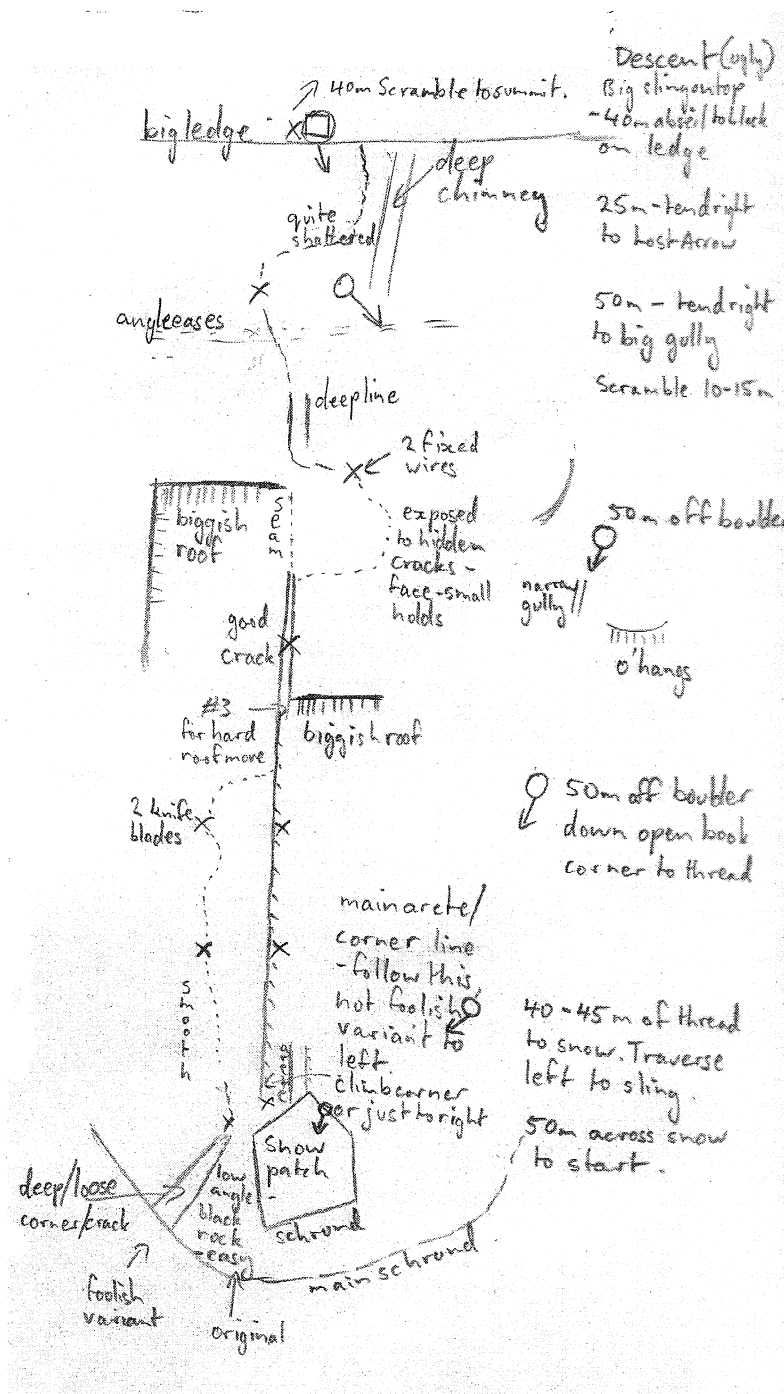 Descent (ugly)
Big sling on top
- 40m abseil to block
on ledge
25m - tend right
to Lost Arrow
50m - tend right
to big gully
Scramble 10-15m
50m off boulder
narrow
gully
o'hangs
50m off boulder
down open book
corner to thread
40-45m of thread
to snow. Traverse
left to sling.
50m across snow
to start.
40m Scramble to summit.
big ledge
deep
chimney
quite
shattered
angle eases
deep line
2 fixed
wires
biggish
roof
seam
exposed
to hidden
cracks -
face - small
holds
good
crack
#3
for hard
roof move
biggish roof
2 knife
blades
main arete/
corner line
- follow this,
not foolish
variant to
left.
smooth
climb corner
or just to right
Snow
patch
schrund
deep/loose
corner/crack
low
angle
black
rock
- easy
main schrund
foolish
variant
original